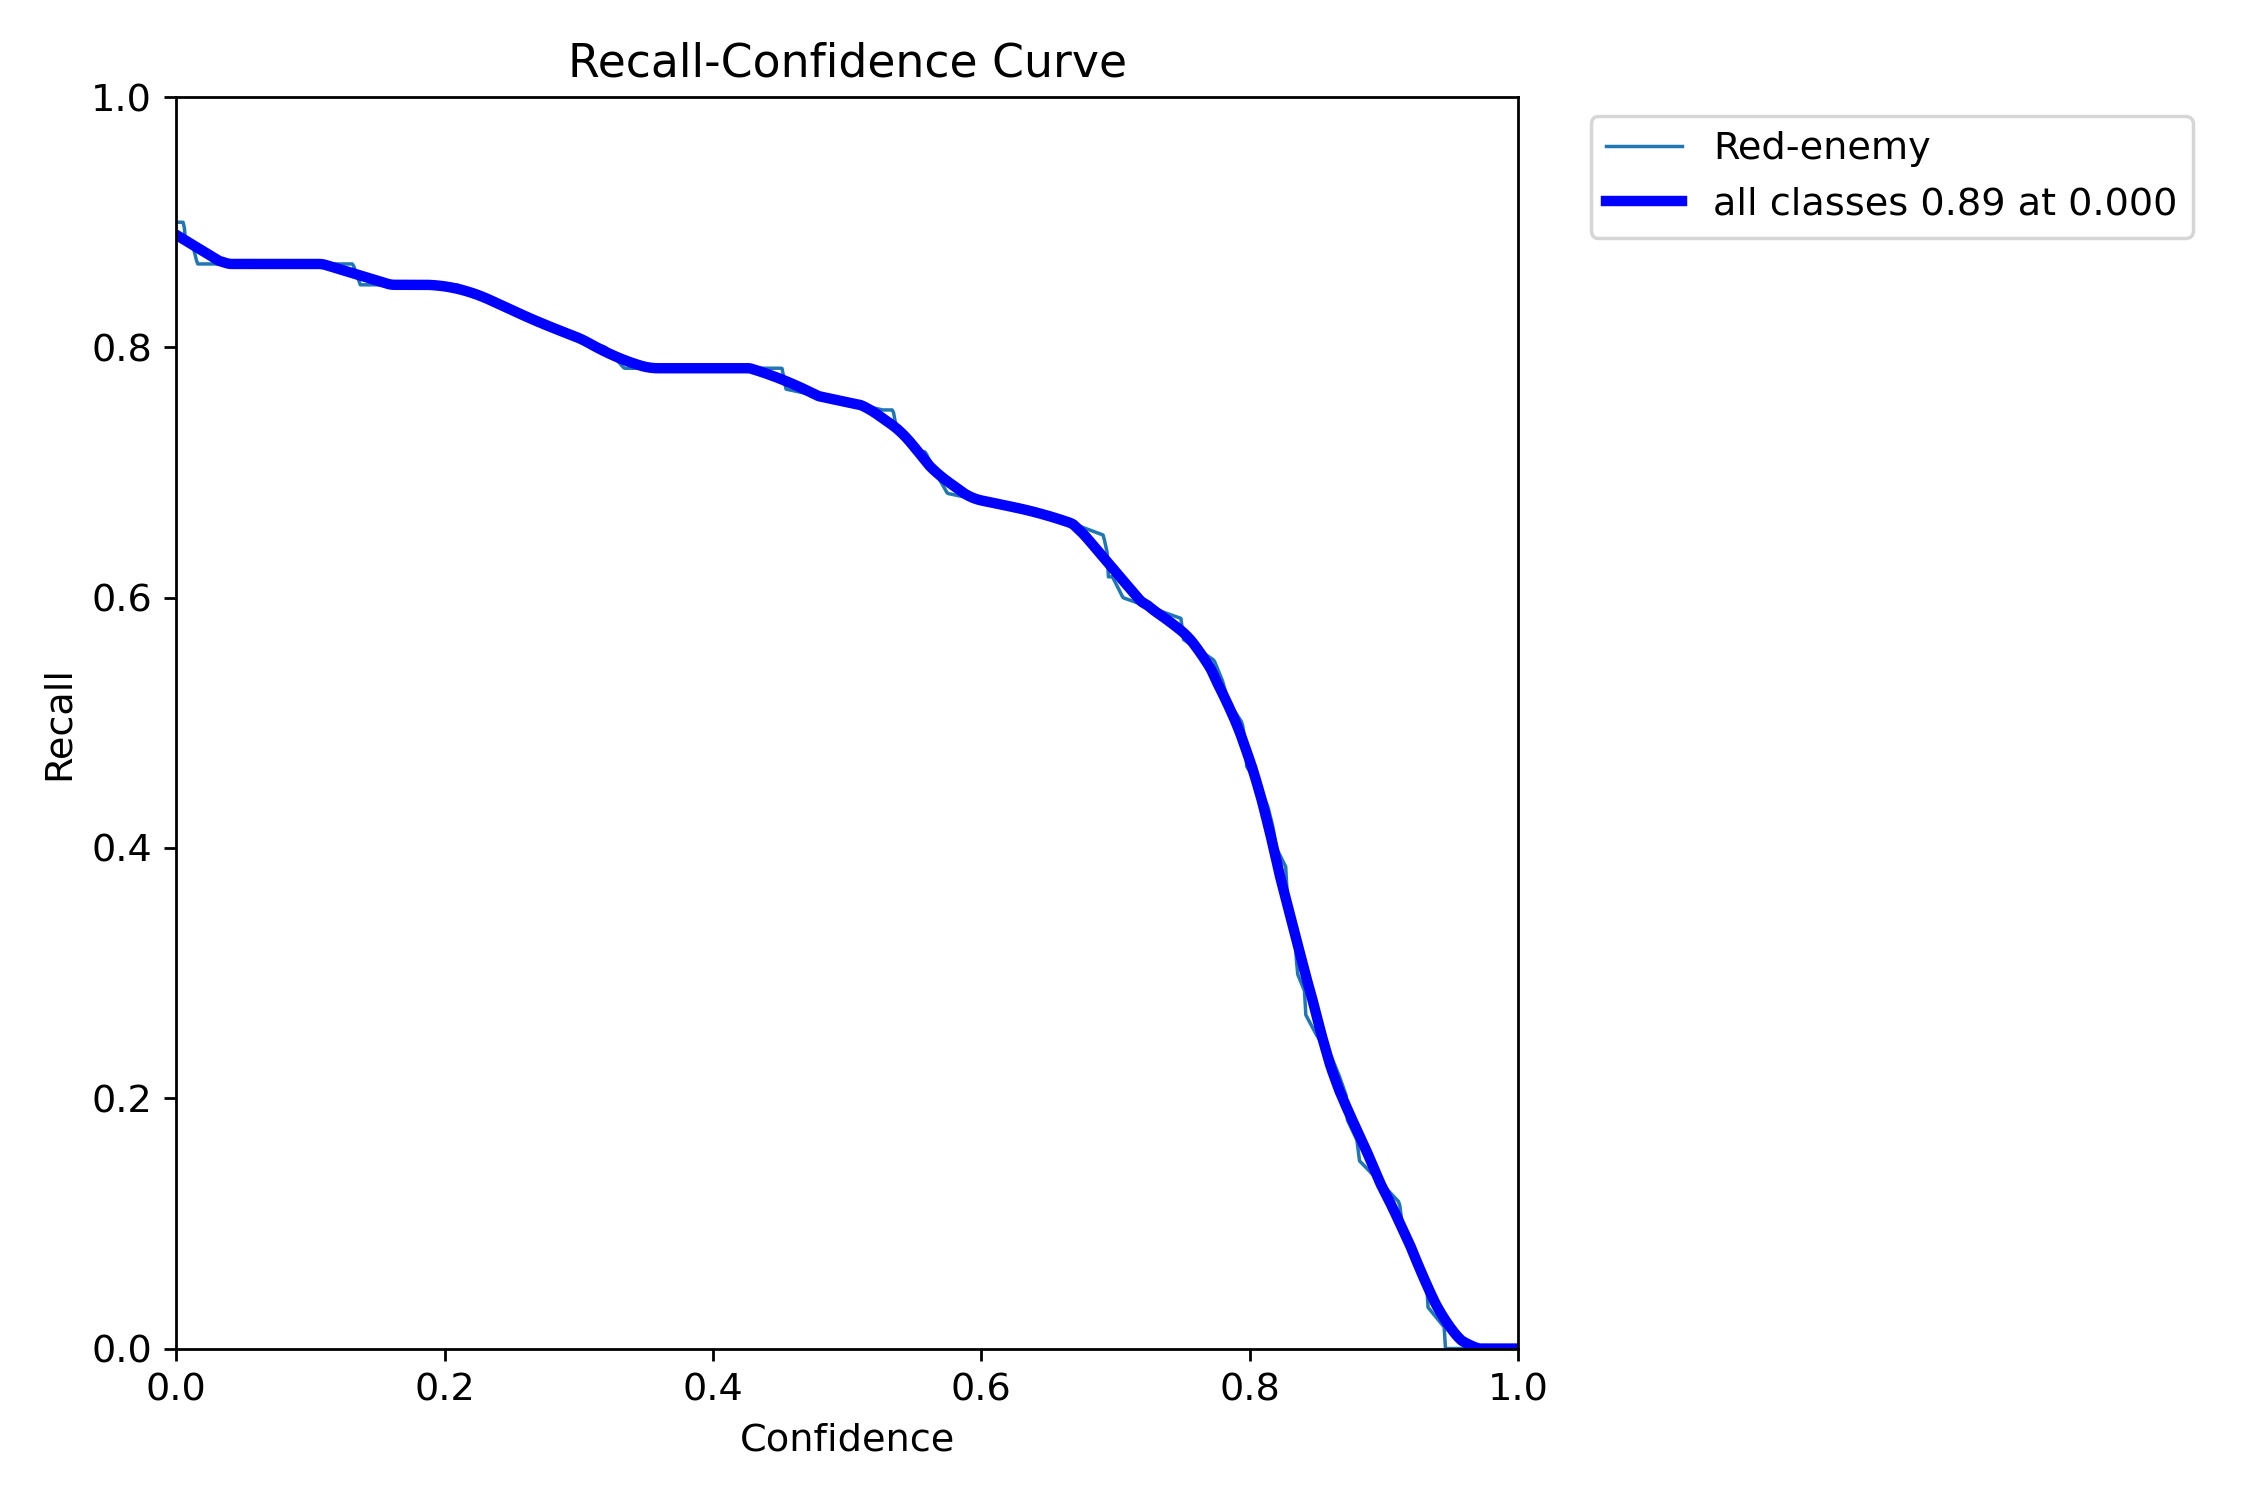 Recall-Confidence Curve
1.0
0.8
0.6
0.4
0.2
0.0
Recall
0.0 0.2 0.4 0.6 0.8 1.0
Confidence
Red-enemy
all classes 0.89 at 0.000